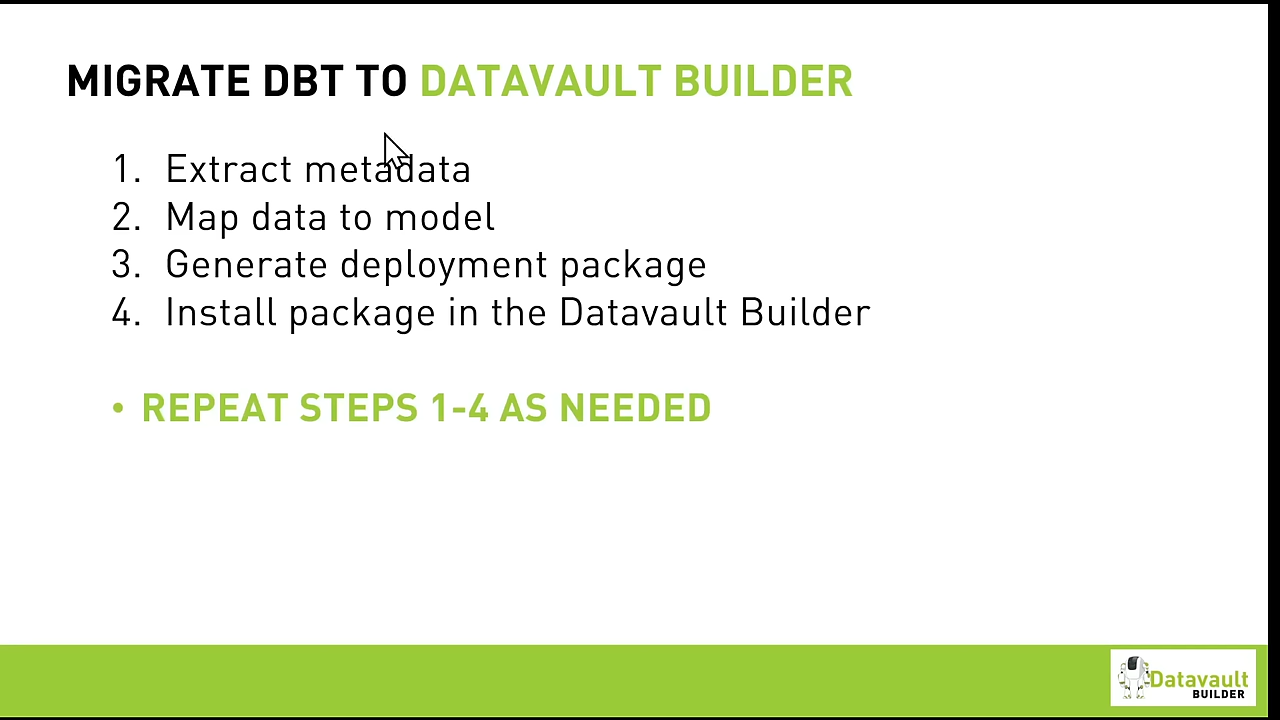 MIGRATE DBT TO DATAVAULT BUILDER
1. Extract metadata
2. Map data to model
3. Generate deployment package
4. Install package in the Datavault Builder
• REPEAT STEPS 1-4 AS NEEDED
Datavault
BUILDER